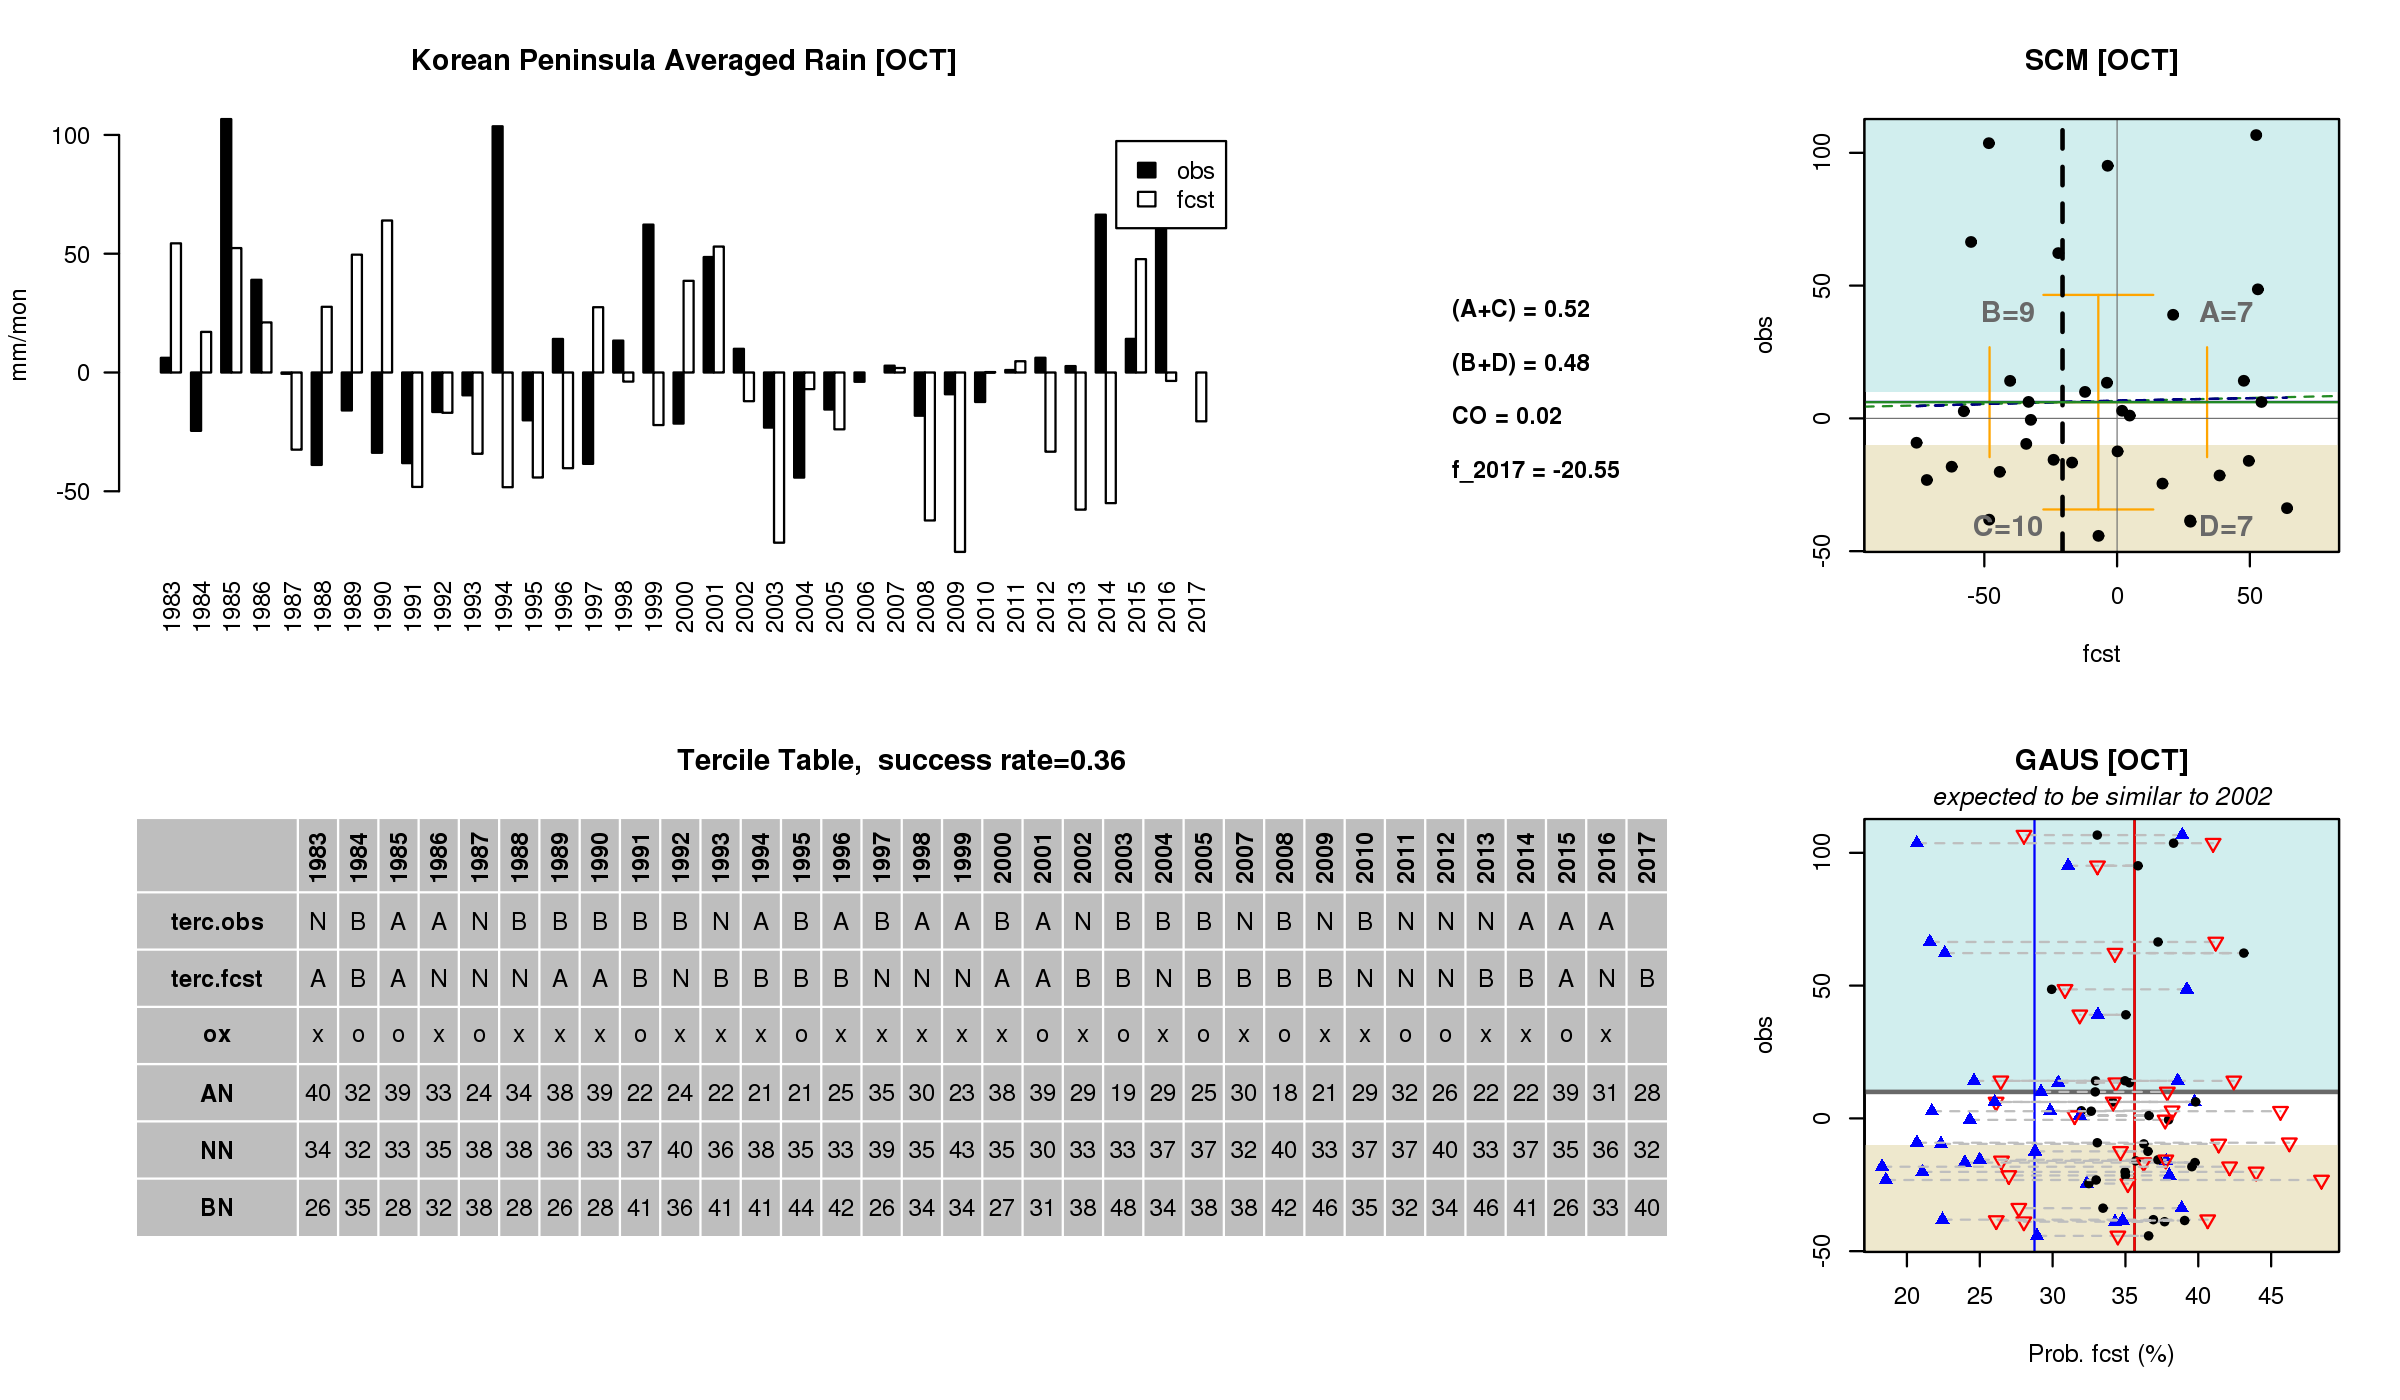 Korean Peninsula Averaged Rain [OCT]
mm/mon
100
50
0
-50
obs
fcst
1983 1984 1985 1986 1987 1988 1989 1990 1991 1992 1993 1994 1995 1996 1997 1998 1999 2000 2001 2002 2003 2004 2005 2006 2007 2008 2009 2010 2011 2012 2013 2014 2015 2016 2017
(A+C) = 0.52
(B+D) = 0.48
CO = 0.02
f_2017 = -20.55
SCM [OCT]
obs
100
50
0
-50
B=9 A=7
C=10 D=7
-50 0 50
fcst
Tercile Table,  success rate=0.36
1983 1984 1985 1986 1987 1988 1989 1990 1991 1992 1993 1994 1995 1996 1997 1998 1999 2000 2001 2002 2003 2004 2005 2007 2008 2009 2010 2011 2012 2013 2014 2015 2016 2017
terc.obs N B A A N B B B B B N A B A B A A B A N B B B N B N B N N N A A A
terc.fcst A B A N N N A A B N B B B B N N N A A B B N B B B B N N N B B A N B
ox x o o x o x x x o x x x o x x x x x o x o x o x o x x o o x x o x
AN 40 32 39 33 24 34 38 39 22 24 22 21 21 25 35 30 23 38 39 29 19 29 25 30 18 21 29 32 26 22 22 39 31 28
NN 34 32 33 35 38 38 36 33 37 40 36 38 35 33 39 35 43 35 30 33 33 37 37 32 40 33 37 37 40 33 37 35 36 32
BN 26 35 28 32 38 28 26 28 41 36 41 41 44 42 26 34 34 27 31 38 48 34 38 38 42 46 35 32 34 46 41 26 33 40
GAUS [OCT]
expected to be similar to 2002
obs
100
50
0
-50
20 25 30 35 40 45
Prob. fcst (%)